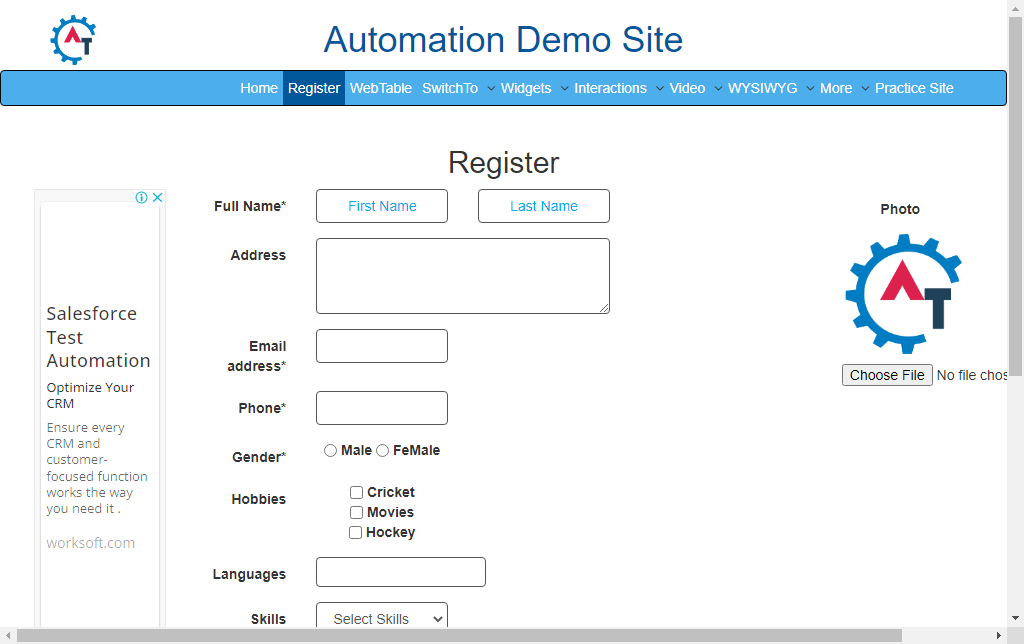 Automation Demo Site
Home Register WebTable SwitchTo Widgets Interactions Video WYSIWYG More Practice Site
Register
Full Name* First Name Last Name
Photo
Address
Salesforce
Test
Automation
Optimize Your
CRM
Ensure every
CRM and
customer-
focused function
works the way
you need it .
worksoft.com
Email
address*
Choose File No file chos
Phone*
Gender* Male FeMale
Hobbies Cricket
Movies
Hockey
Languages
Skills Select Skills